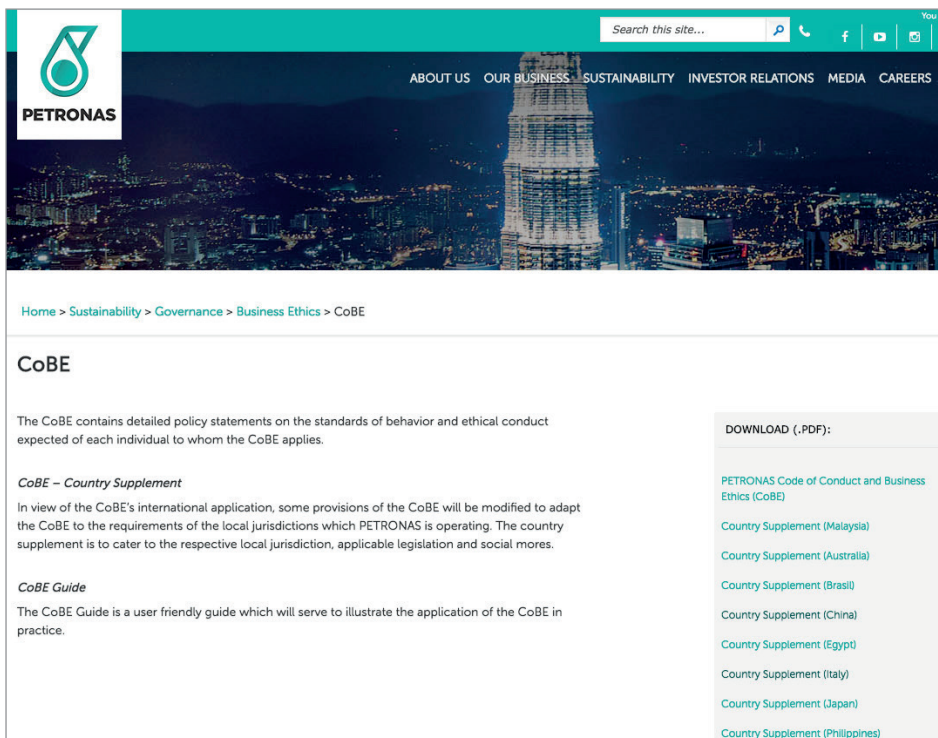 You
Search this site...
f
PETRONAS
ABOUT US OUR BUSINESS SUSTAINABILITY INVESTOR RELATIONS MEDIA CAREERS
Home > Sustainability > Governance > Business Ethics > CoBE
CoBE
The CoBE contains detailed policy statements on the standards of behavior and ethical conduct
expected of each individual to whom the CoBE applies.
CoBE – Country Supplement
In view of the CoBE's international application, some provisions of the CoBE will be modified to adapt
the CoBE to the requirements of the local jurisdictions which PETRONAS is operating. The country
supplement is to cater to the respective local jurisdiction, applicable legislation and social mores.
CoBE Guide
The CoBE Guide is a user friendly guide which will serve to illustrate the application of the CoBE in
practice.
DOWNLOAD (.PDF):
PETRONAS Code of Conduct and Business
Ethics (CoBE)
Country Supplement (Malaysia)
Country Supplement (Australia)
Country Supplement (Brasil)
Country Supplement (China)
Country Supplement (Egypt)
Country Supplement (Italy)
Country Supplement (Japan)
Country Supplement (Philippines)